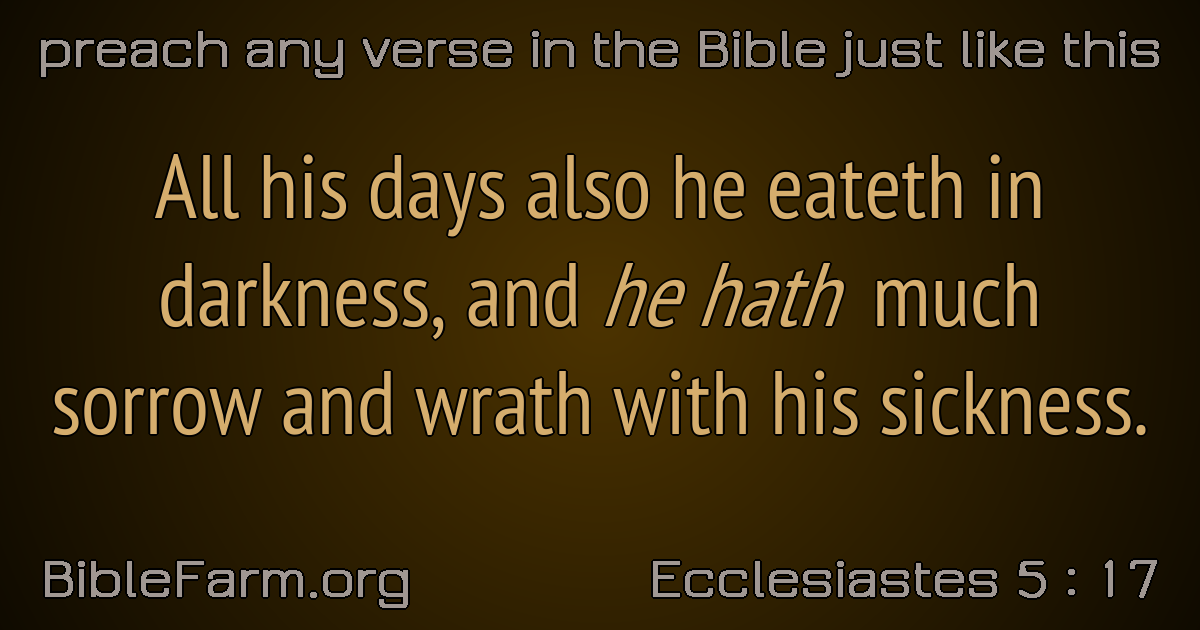 preach any verse in the Bible just like this
All his days also he eateth in
darkness, and he hath much
sorrow and wrath with his sickness.
BibleFarm.org
Ecclesiastes 5 : 17